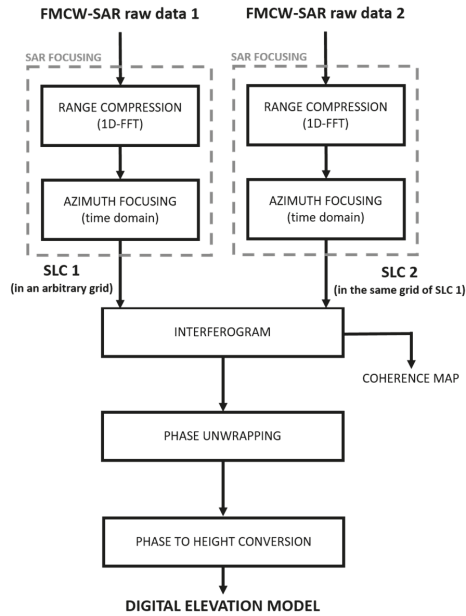 FMCW-SAR raw data 1
FMCW-SAR raw data 2
SAR FOCUSING
SAR FOCUSING
RANGE COMPRESSION
(1D-FFT)
RANGE COMPRESSION
(1D-FFT)
AZIMUTH FOCUSING
(time domain)
AZIMUTH FOCUSING
(time domain)
SLC 1
(in an arbitrary grid)
SLC 2
(in the same grid of SLC 1)
INTERFEROGRAM
COHERENCE MAP
PHASE UNWRAPPING
PHASE TO HEIGHT CONVERSION
DIGITAL ELEVATION MODEL